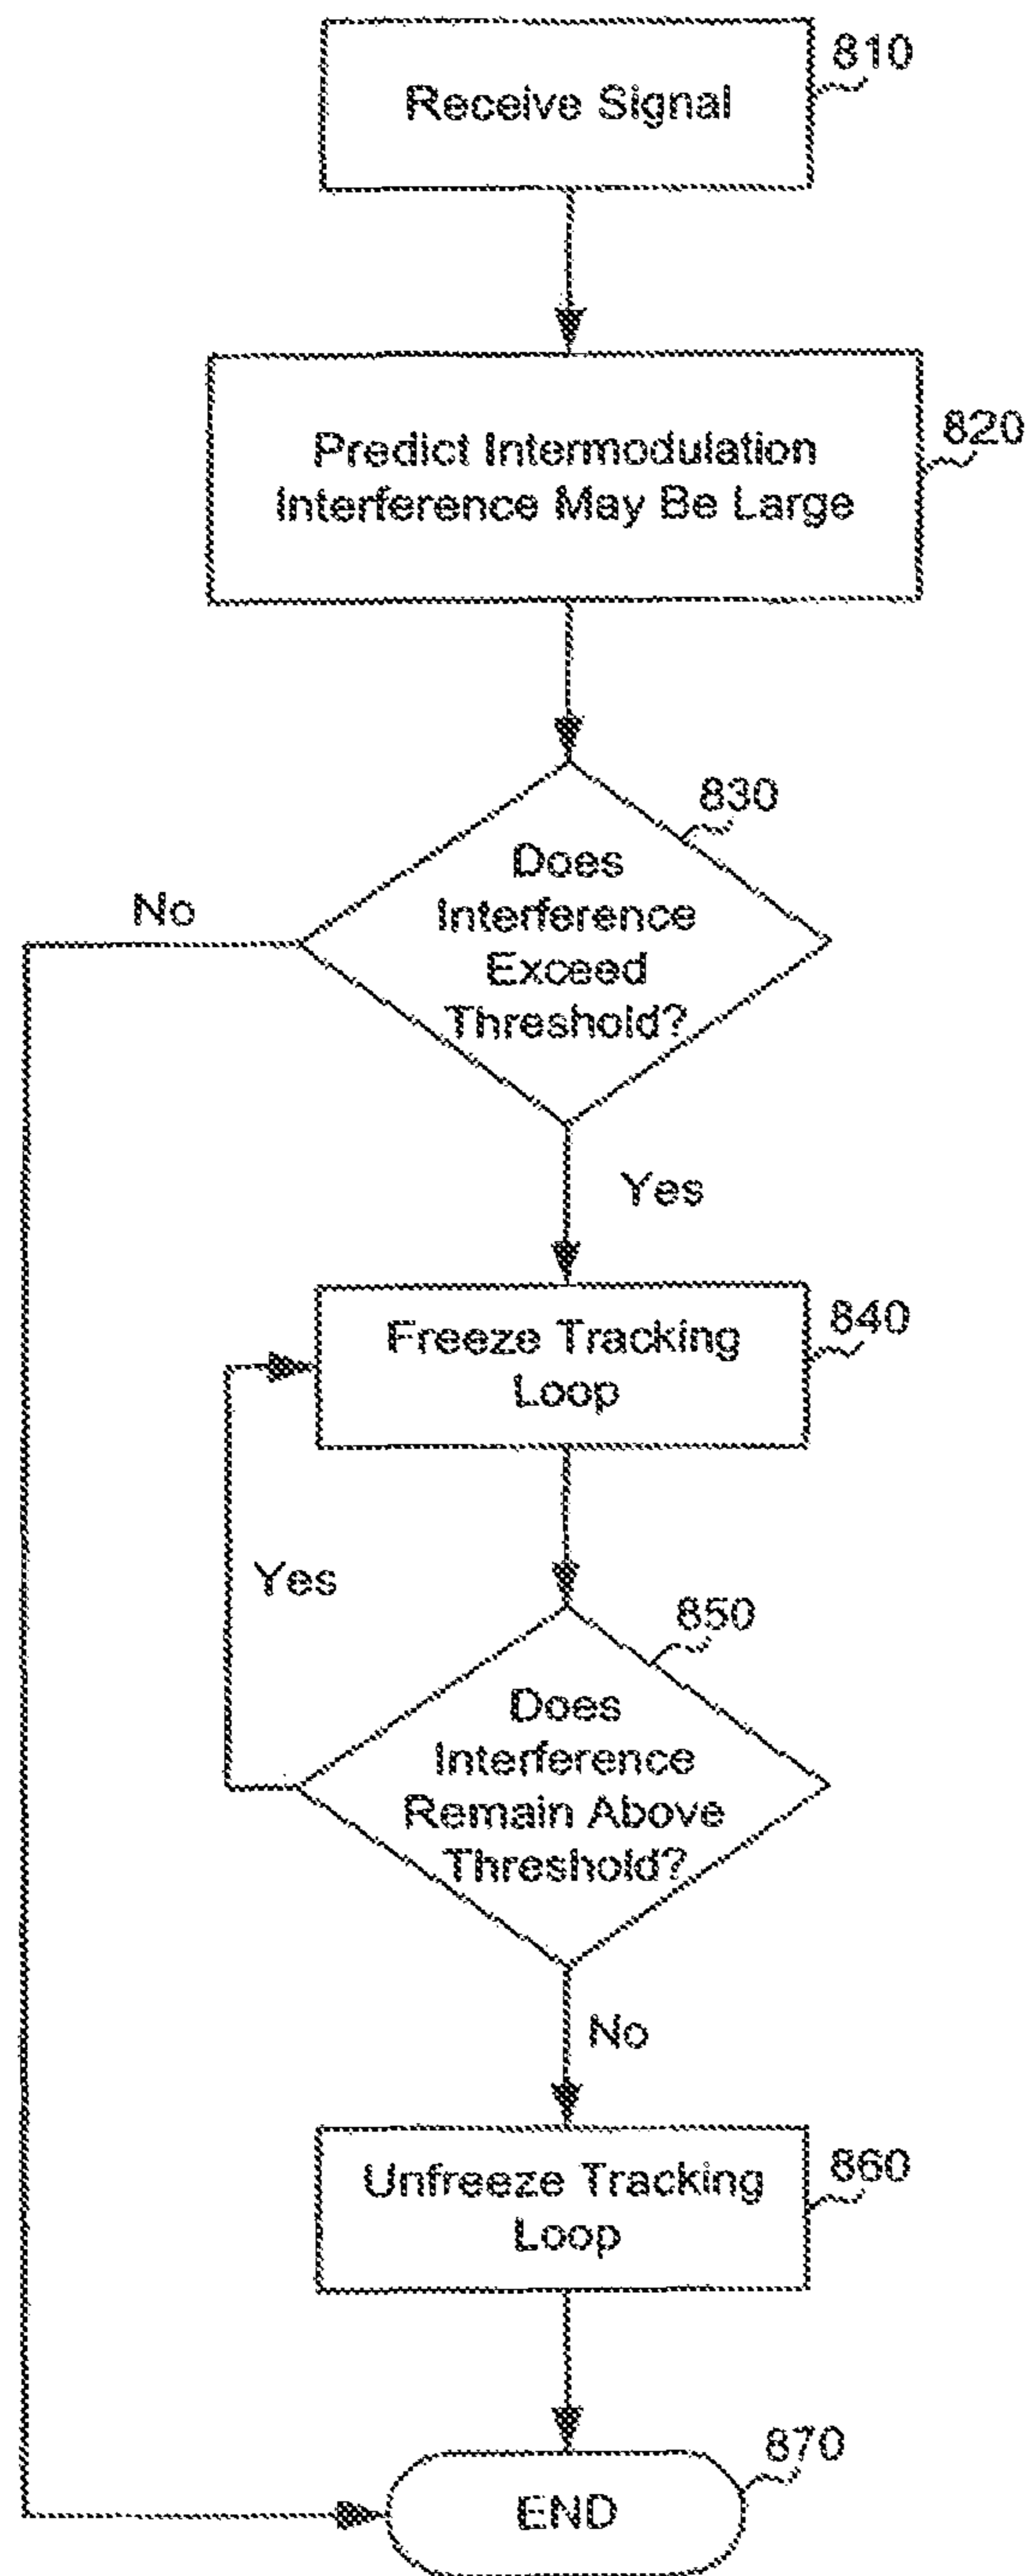 810
Receive Signal
820
Predict Intermodulation
Interference May Be Large
830
Does
Interference
Exceed
Threshold?
No
Yes
840
Freeze Tracking
Loop
Yes
850
Does
Interference
Remain Above
Threshold?
No
860
Unfreeze Tracking
Loop
870
END